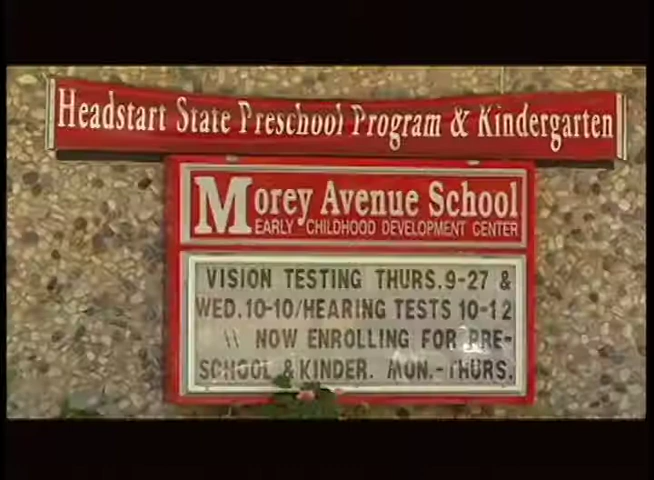 Headstart State Preschool Program & Kindergarten
Morey Avenue School
EARLY CHILDHOOD DEVELOPMENT CENTER
VISION TESTING THURS.9-27 &
WED.10-10/HEARING TESTS 10-12
\\ NOW ENROLLING FOR PRE-
SCHOOL & KINDER. MON.-THURS.